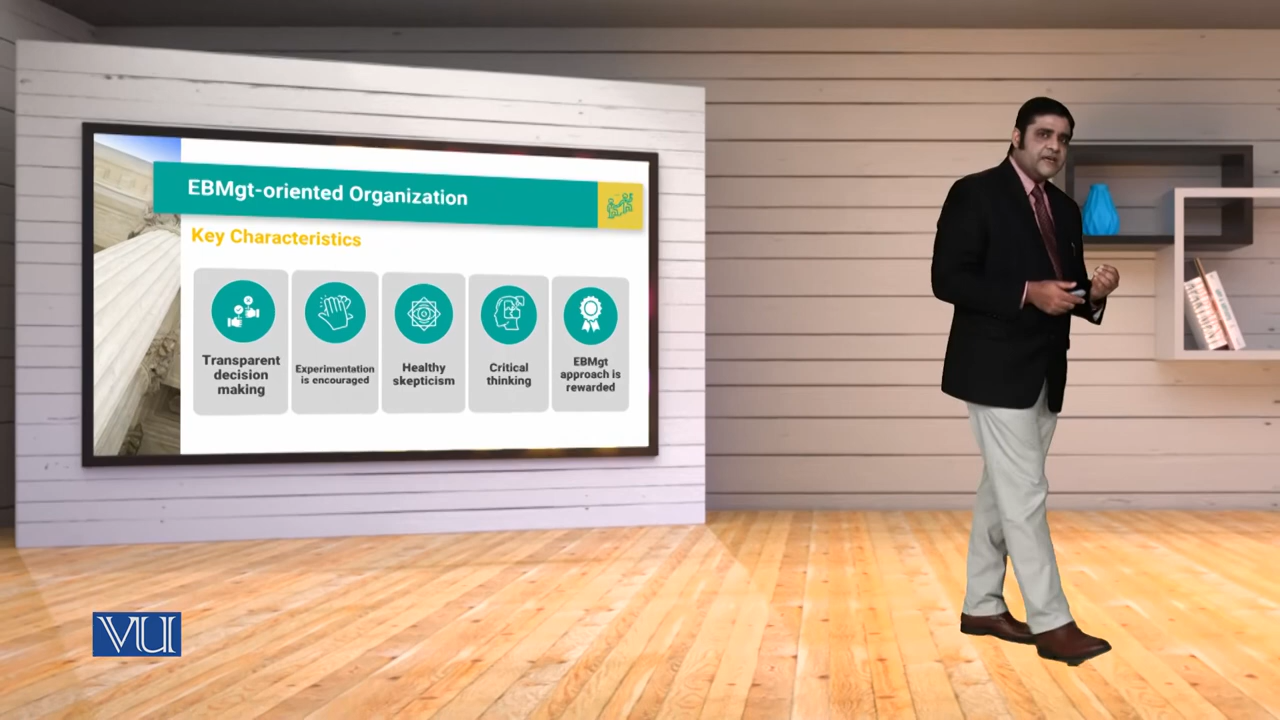 EBMgt-oriented Organization
Key Characteristics
Transparent
decision
making
Experimentation
is encouraged
Healthy
skepticism
Critical
thinking
EBMgt
approach is
rewarded
VU